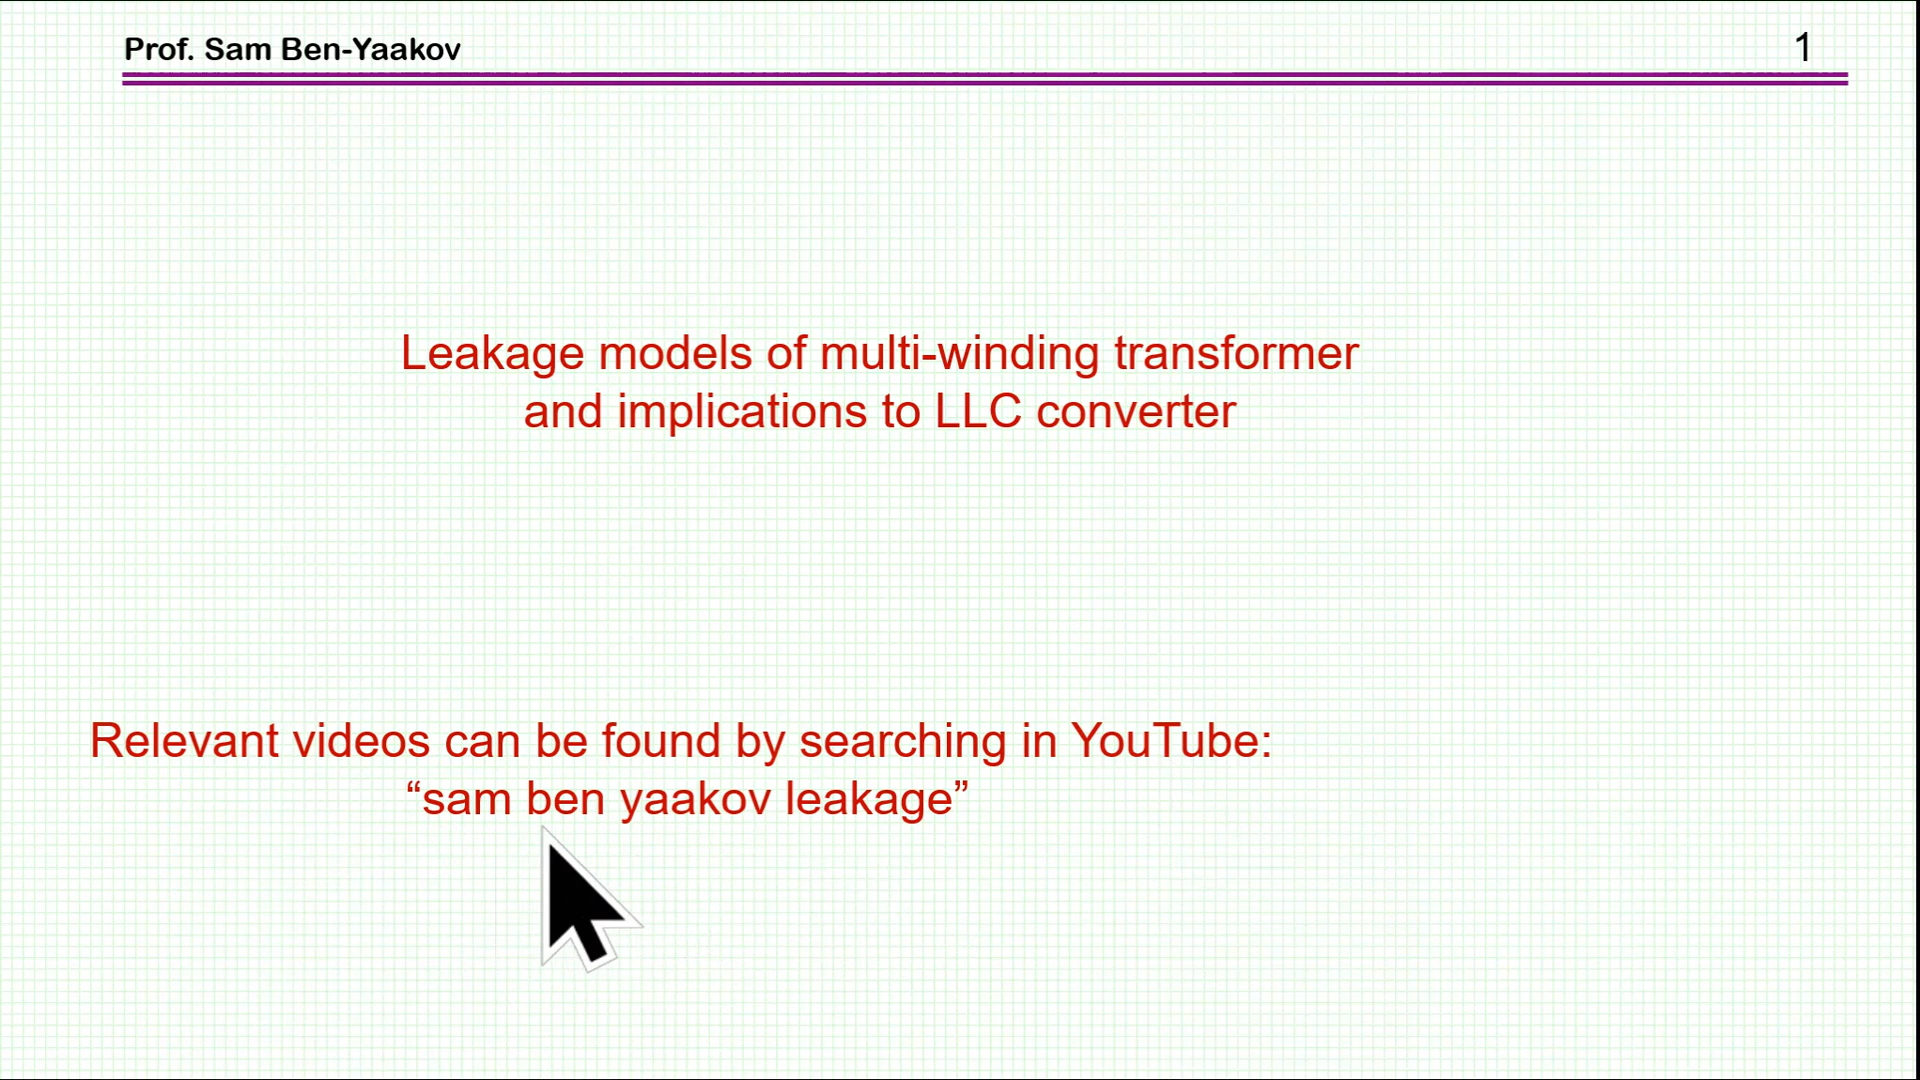 Prof. Sam Ben-Yaakov
1
Leakage models of multi-winding transformer
and implications to LLC converter
Relevant videos can be found by searching in YouTube:
“sam ben yaakov leakage”